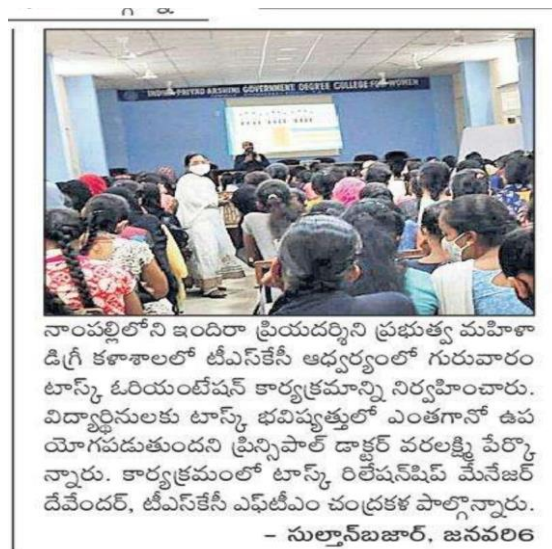 INDIRA PRIYADARSHINI GOVERNMENT DEGREE COLLEGE FOR WOMEN
నాంపల్లిలోని ఇందిరా ప్రియదర్శిని ప్రభుత్వ మహిళా
డిగ్రీ కళాశాలలో టీఎస్‌కేసీ ఆధ్వర్యంలో గురువారం
టాస్క్ ఓరియంటేషన్ కార్యక్రమాన్ని నిర్వహించారు.
విద్యార్థినులకు టాస్క్ భవిష్యత్తులో ఎంతగానో ఉప
యోగపడుతుందని ప్రిన్సిపాల్ డాక్టర్ వరలక్ష్మి పేర్కొ
న్నారు. కార్యక్రమంలో టాస్క్ రిలేషన్‌షిప్ మేనేజర్
దేవేందర్, టీఎస్‌కేసీ ఎఫ్‌టీఎం చంద్రకళ పాల్గొన్నారు.
– సుల్తాన్‌బజార్, జనవరి6